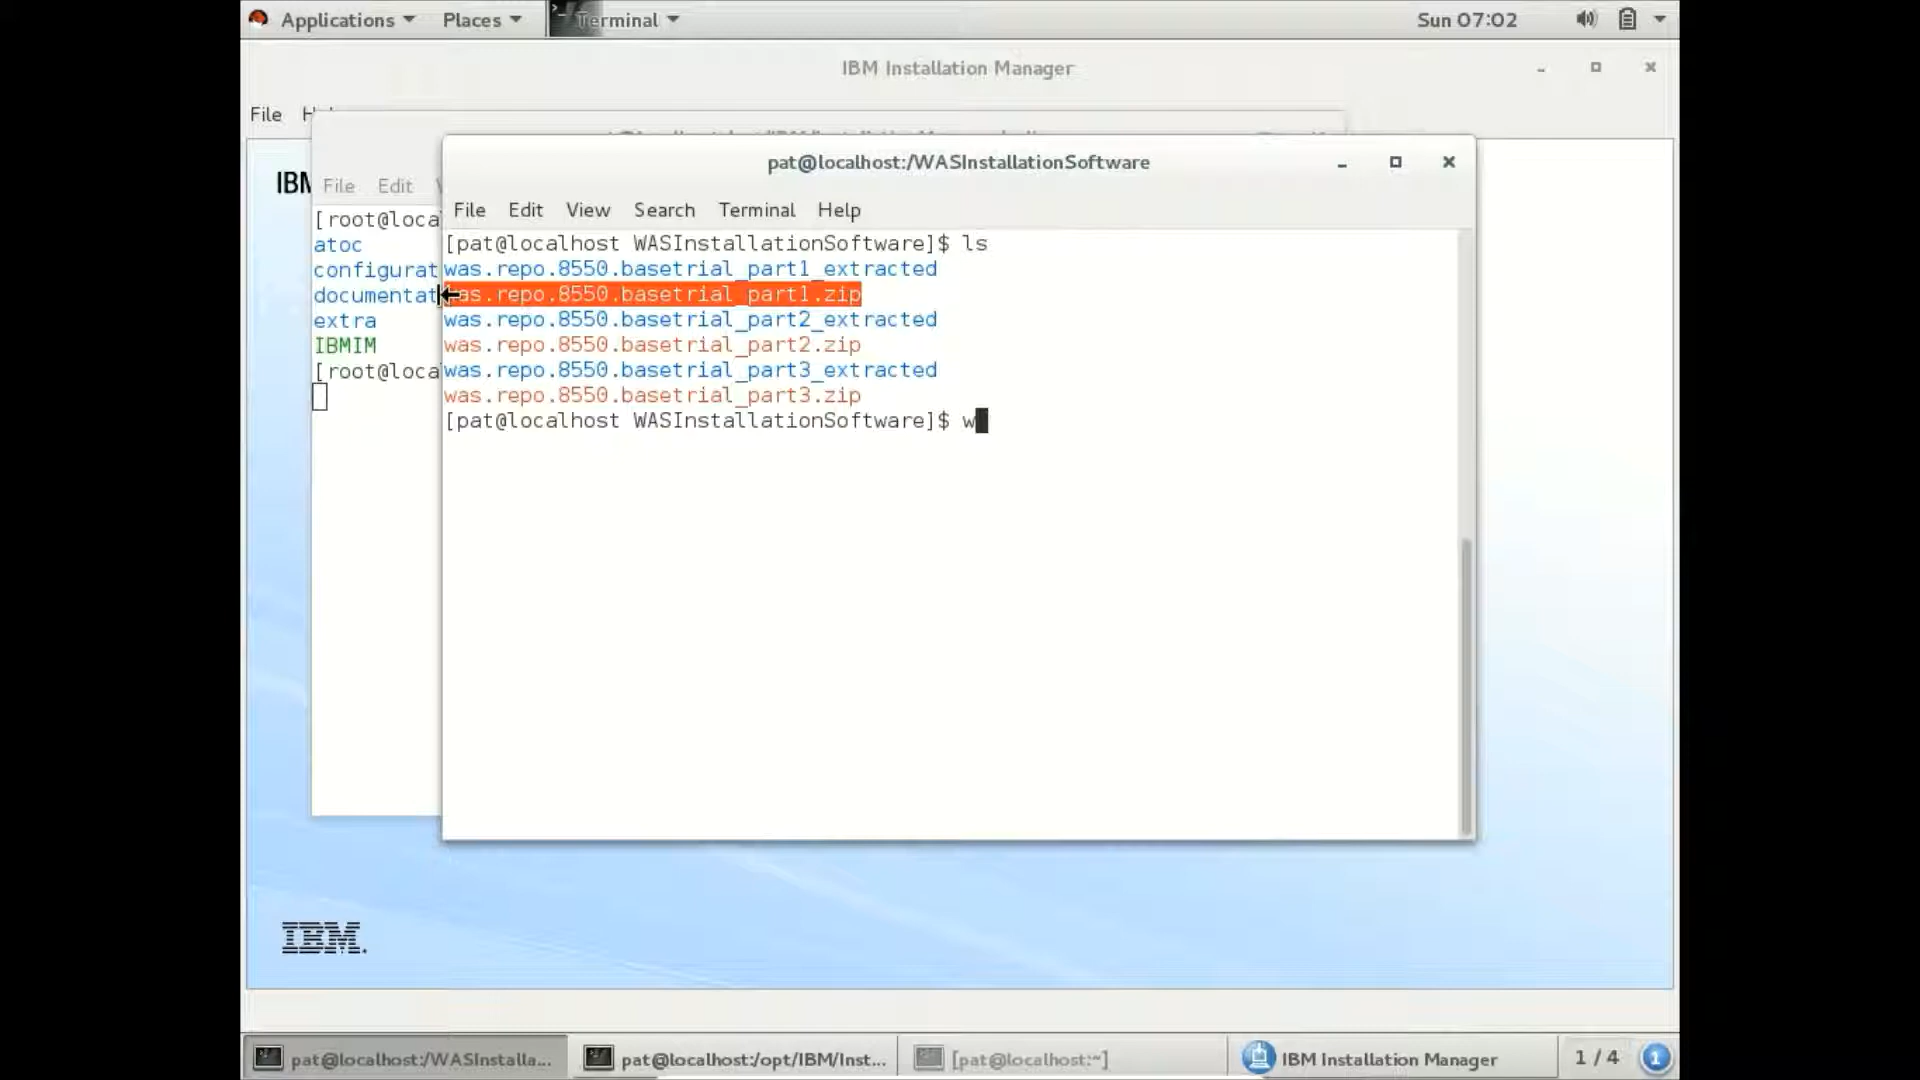 Applications Places Terminal Sun 07:02
IBM Installation Manager
File
IBM
File Edit
pat@localhost:/WASInstallationSoftware
File Edit View Search Terminal Help
[root@loca
atoc
configurat
documentat
extra
IBMIM
[root@loca
[pat@localhost WASInstallationSoftware]$ ls
was.repo.8550.basetrial_part1_extracted
was.repo.8550.basetrial_part1.zip
was.repo.8550.basetrial_part2_extracted
was.repo.8550.basetrial_part2.zip
was.repo.8550.basetrial_part3_extracted
was.repo.8550.basetrial_part3.zip
[pat@localhost WASInstallationSoftware]$ w
IBM.
pat@localhost:/WASInstalla... pat@localhost:/opt/IBM/Inst... [pat@localhost:~] IBM Installation Manager 1 / 4 1